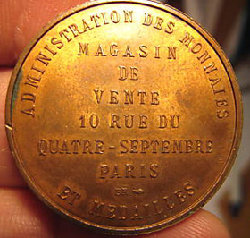 ADMINISTRATION DES MONNAIES
MAGASIN
DE
VENTE
10 RUE DU
QUATRE-SEPTEMBRE
PARIS
ET MEDAILLES